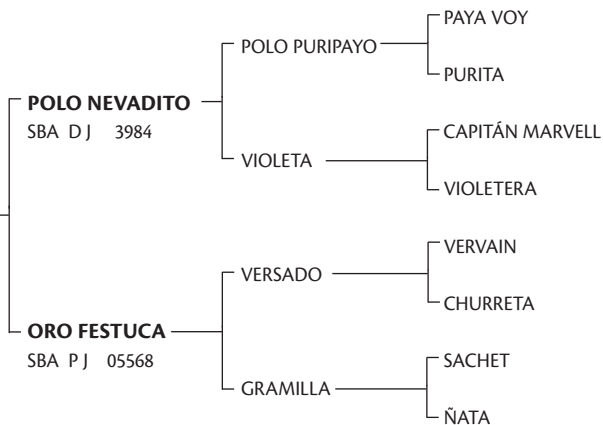 PAYA VOY
POLO PURIPAYO
PURITA
POLO NEVADITO
SBA D J 3984
CAPITÁN MARVELL
VIOLETA
VIOLETERA
VERVAIN
VERSADO
CHURRETA
ORO FESTUCA
SBA P J 05568
SACHET
GRAMILLA
ÑATA